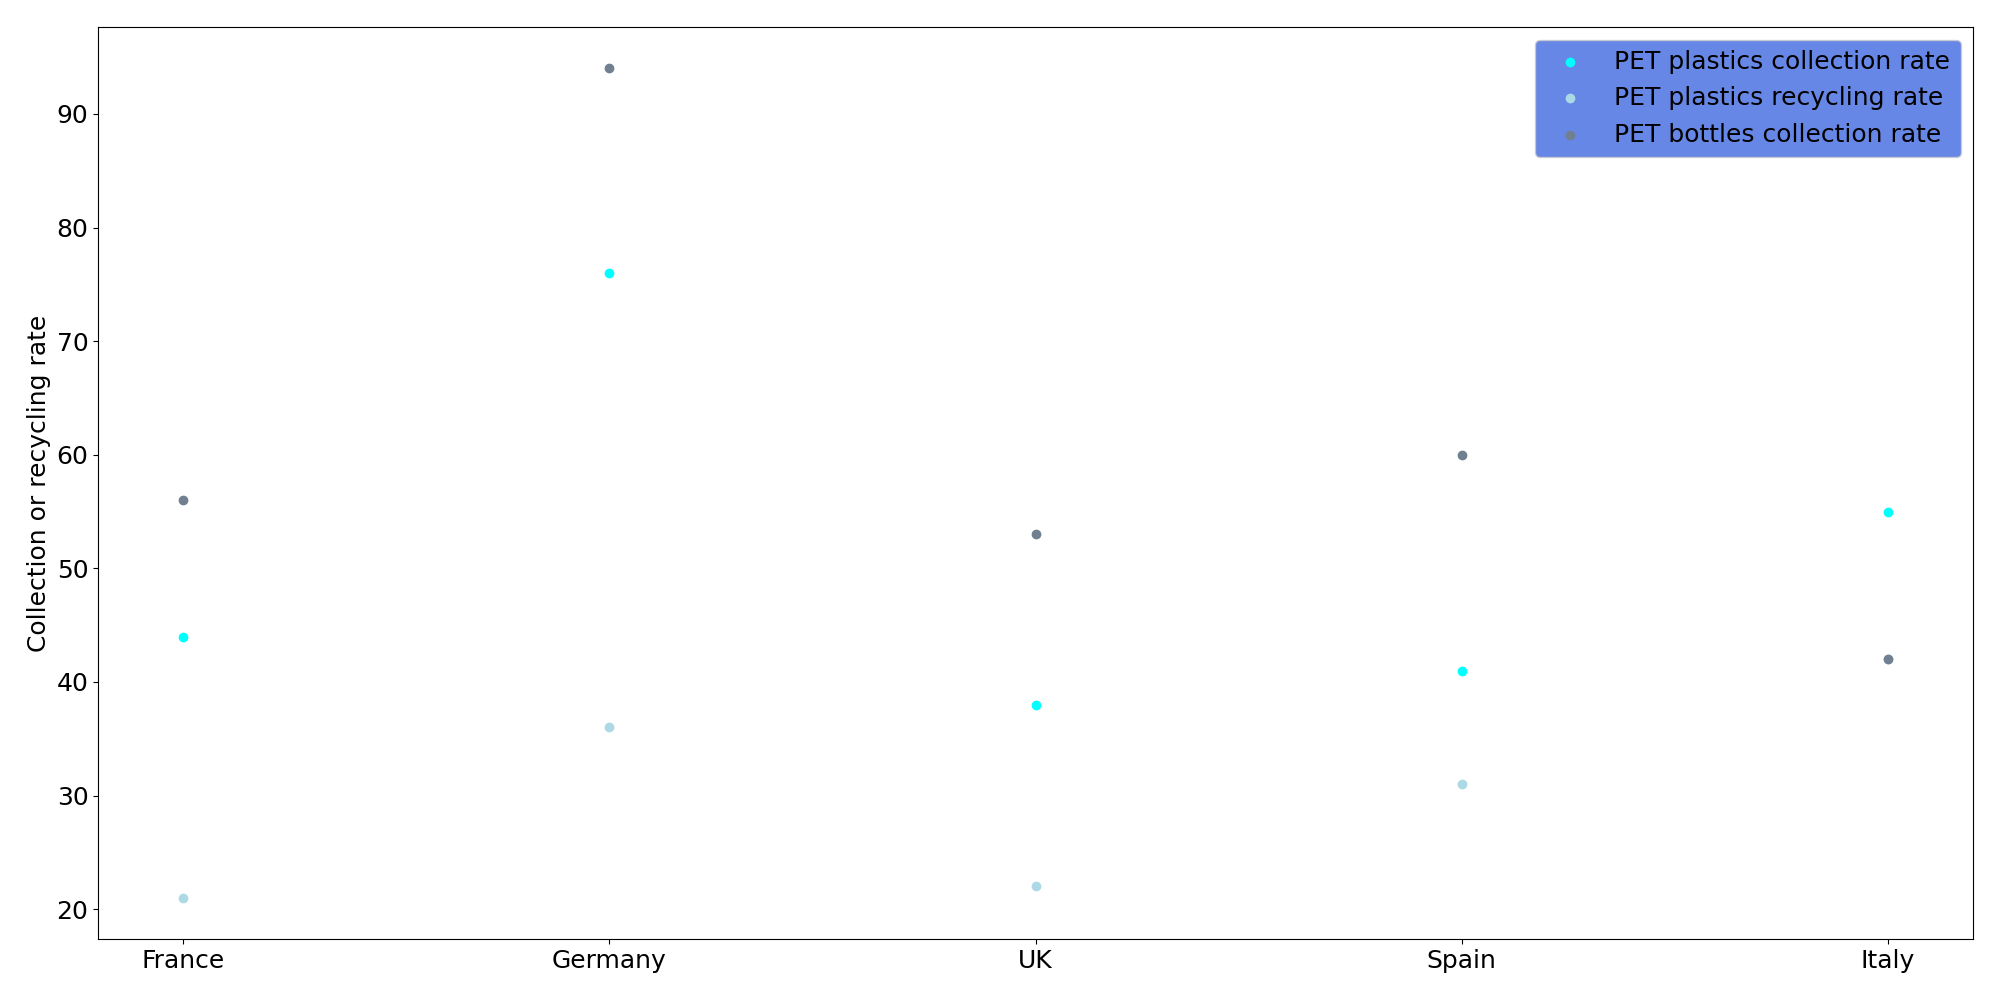 PET plastics collection rate
PET plastics recycling rate
PET bottles collection rate
Collection or recycling rate
90
80
70
60
50
40
30
20
France Germany UK Spain Italy